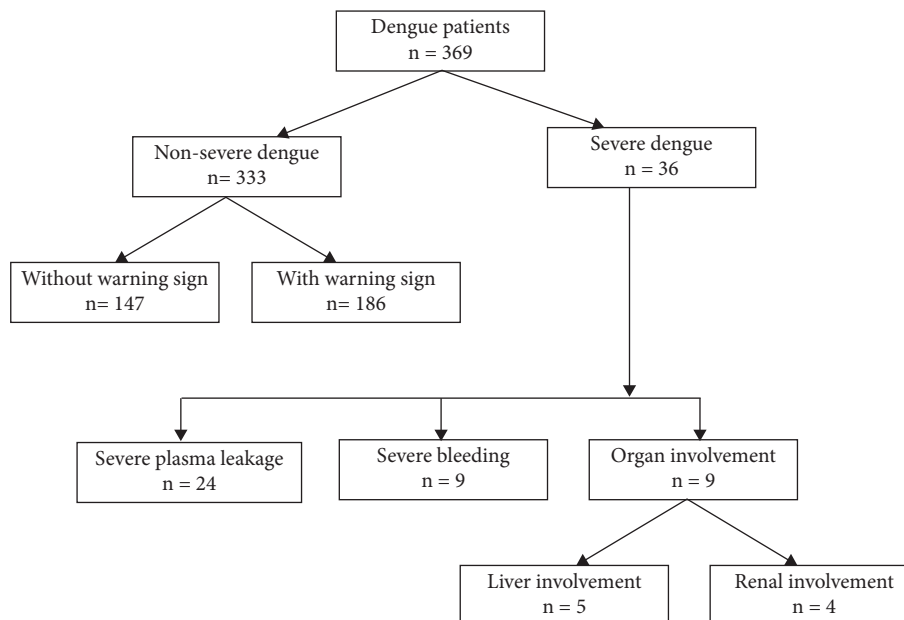 Dengue patients
n = 369
Non-severe dengue
n= 333
Severe dengue
n = 36
Without warning sign
n= 147
With warning sign
n= 186
Severe plasma leakage
n = 24
Severe bleeding
n = 9
Organ involvement
n = 9
Liver involvement
n = 5
Renal involvement
n = 4